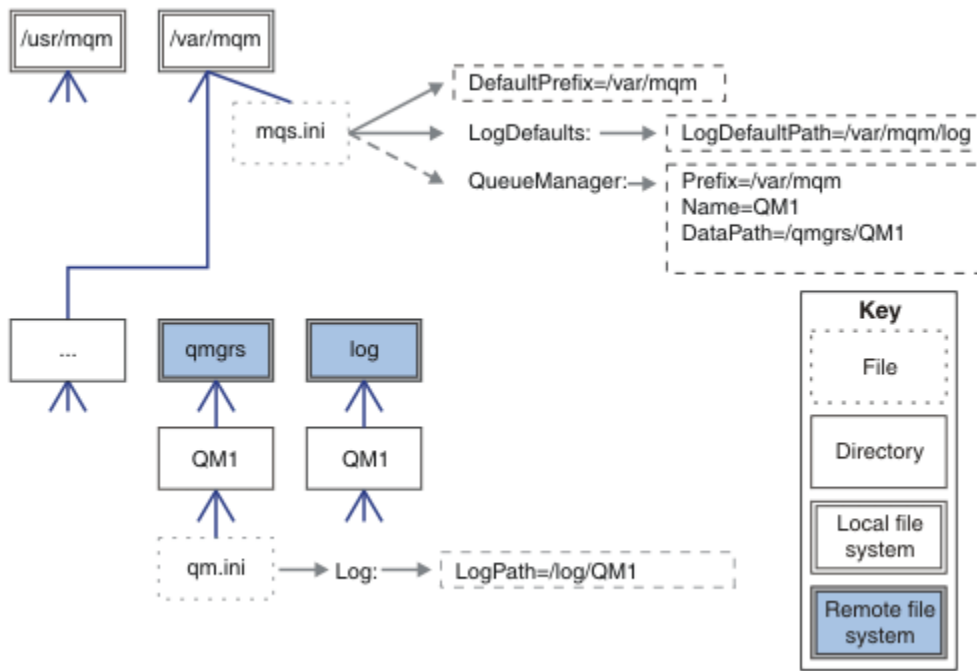 /usr/mqm
/var/mqm
mqs.ini
DefaultPrefix=/var/mqm
LogDefaults:
LogDefaultPath=/var/mqm/log
QueueManager:
Prefix=/var/mqm
Name=QM1
DataPath=/qmgrs/QM1
...
qmgrs
log
QM1
QM1
qm.ini
Log:
LogPath=/log/QM1
Key
File
Directory
Local file
system
Remote file
system